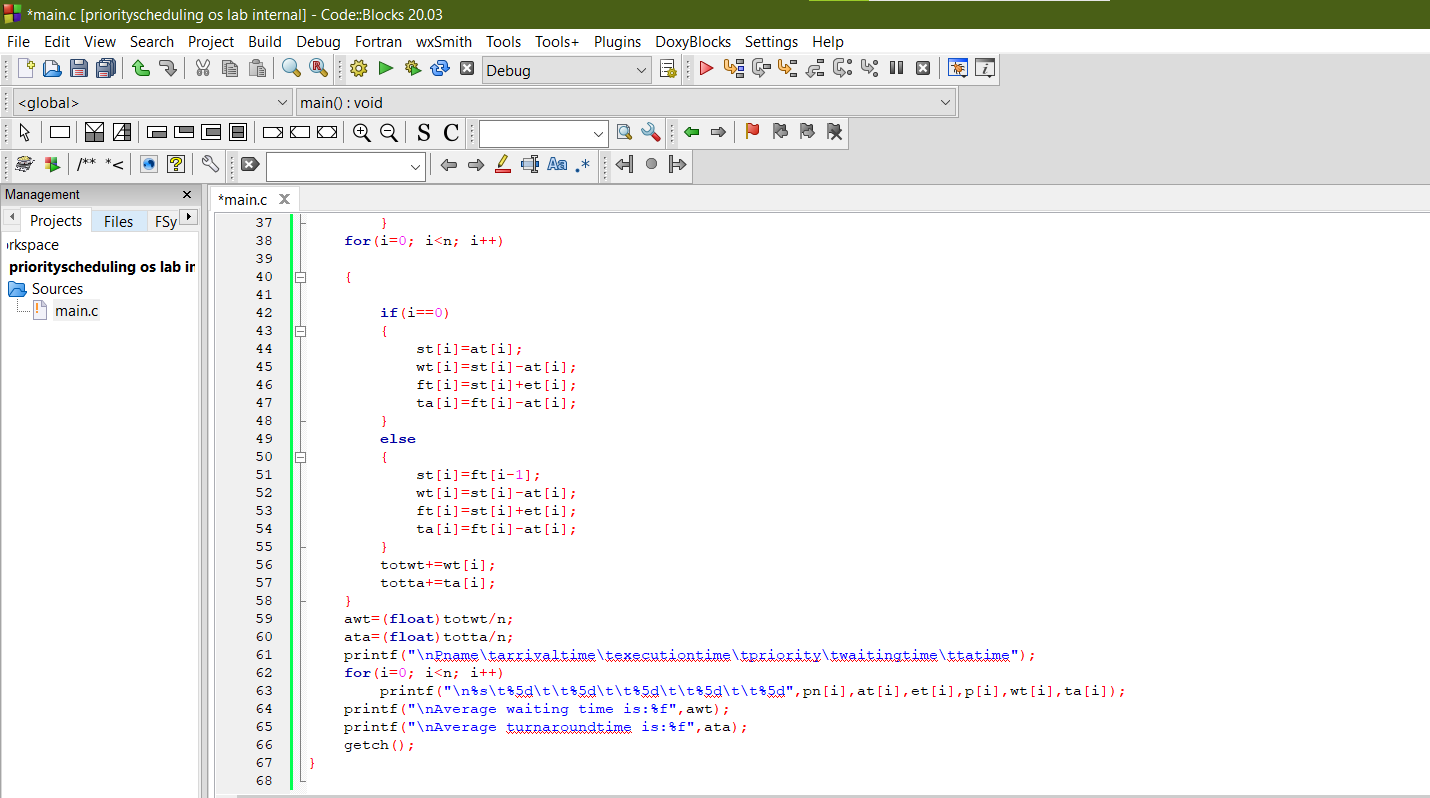 *main.c [priorityscheduling os lab internal] - Code::Blocks 20.03
File Edit View Search Project Build Debug Fortran wxSmith Tools Tools+ Plugins DoxyBlocks Settings Help
Debug
<global> main() : void
S C
/** *<
Aa .*
Management
Projects Files FSy
*main.c
rkspace
priorityscheduling os lab in
Sources
main.c
37 }
38 for(i=0; i<n; i++)
39
40 {
41
42 if(i==0)
43 {
44 st[i]=at[i];
45 wt[i]=st[i]-at[i];
46 ft[i]=st[i]+et[i];
47 ta[i]=ft[i]-at[i];
48 }
49 else
50 {
51 st[i]=ft[i-1];
52 wt[i]=st[i]-at[i];
53 ft[i]=st[i]+et[i];
54 ta[i]=ft[i]-at[i];
55 }
56 totwt+=wt[i];
57 totta+=ta[i];
58 }
59 awt=(float)totwt/n;
60 ata=(float)totta/n;
61 printf("\nPname\tarrivaltime\texecutiontime\tpriority\twaitingtime\ttatime");
62 for(i=0; i<n; i++)
63 printf("\n%s\t%5d\t\t%5d\t\t%5d\t\t%5d\t\t%5d",pn[i],at[i],et[i],p[i],wt[i],ta[i]);
64 printf("\nAverage waiting time is:%f",awt);
65 printf("\nAverage turnaroundtime is:%f",ata);
66 getch();
67 }
68